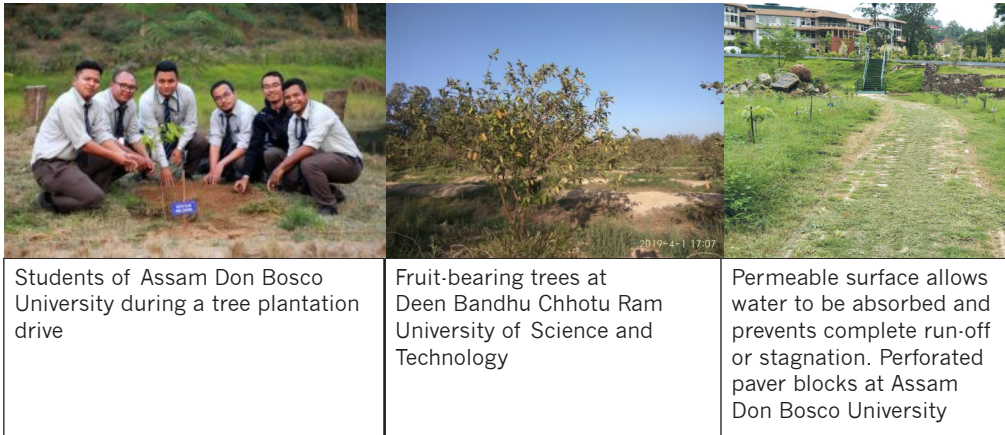 2019-4-1 17:07
Students of Assam Don Bosco
University during a tree plantation
drive
Fruit-bearing trees at
Deen Bandhu Chhotu Ram
University of Science and
Technology
Permeable surface allows
water to be absorbed and
prevents complete run-off
or stagnation. Perforated
paver blocks at Assam
Don Bosco University